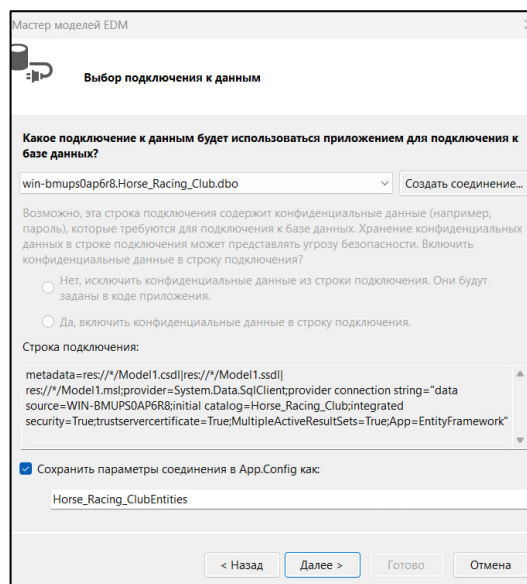 Мастер моделей EDM
Выбор подключения к данным
Какое подключение к данным будет использоваться приложением для подключения к
базе данных?
win-bmups0ap6r8.Horse_Racing_Club.dbo
Создать соединение...
Возможно, эта строка подключения содержит конфиденциальные данные (например,
пароль), которые требуются для подключения к базе данных. Хранение конфиденциальных
данных в строке подключения может представлять угрозу безопасности. Включить
конфиденциальные данные в строку подключения?
Нет, исключить конфиденциальные данные из строки подключения. Они будут
заданы в коде приложения.
Да, включить конфиденциальные данные в строку подключения.
Строка подключения:
metadata=res://*/Model1.csdl|res://*/Model1.ssdl|
res://*/Model1.msl;provider=System.Data.SqlClient;provider connection string="data
source=WIN-BMUPS0AP6R8;initial catalog=Horse_Racing_Club;integrated
security=True;trustservercertificate=True;MultipleActiveResultSets=True;App=EntityFramework"
Сохранить параметры соединения в App.Config как:
Horse_Racing_ClubEntities
< Назад
Далее >
Готово
Отмена